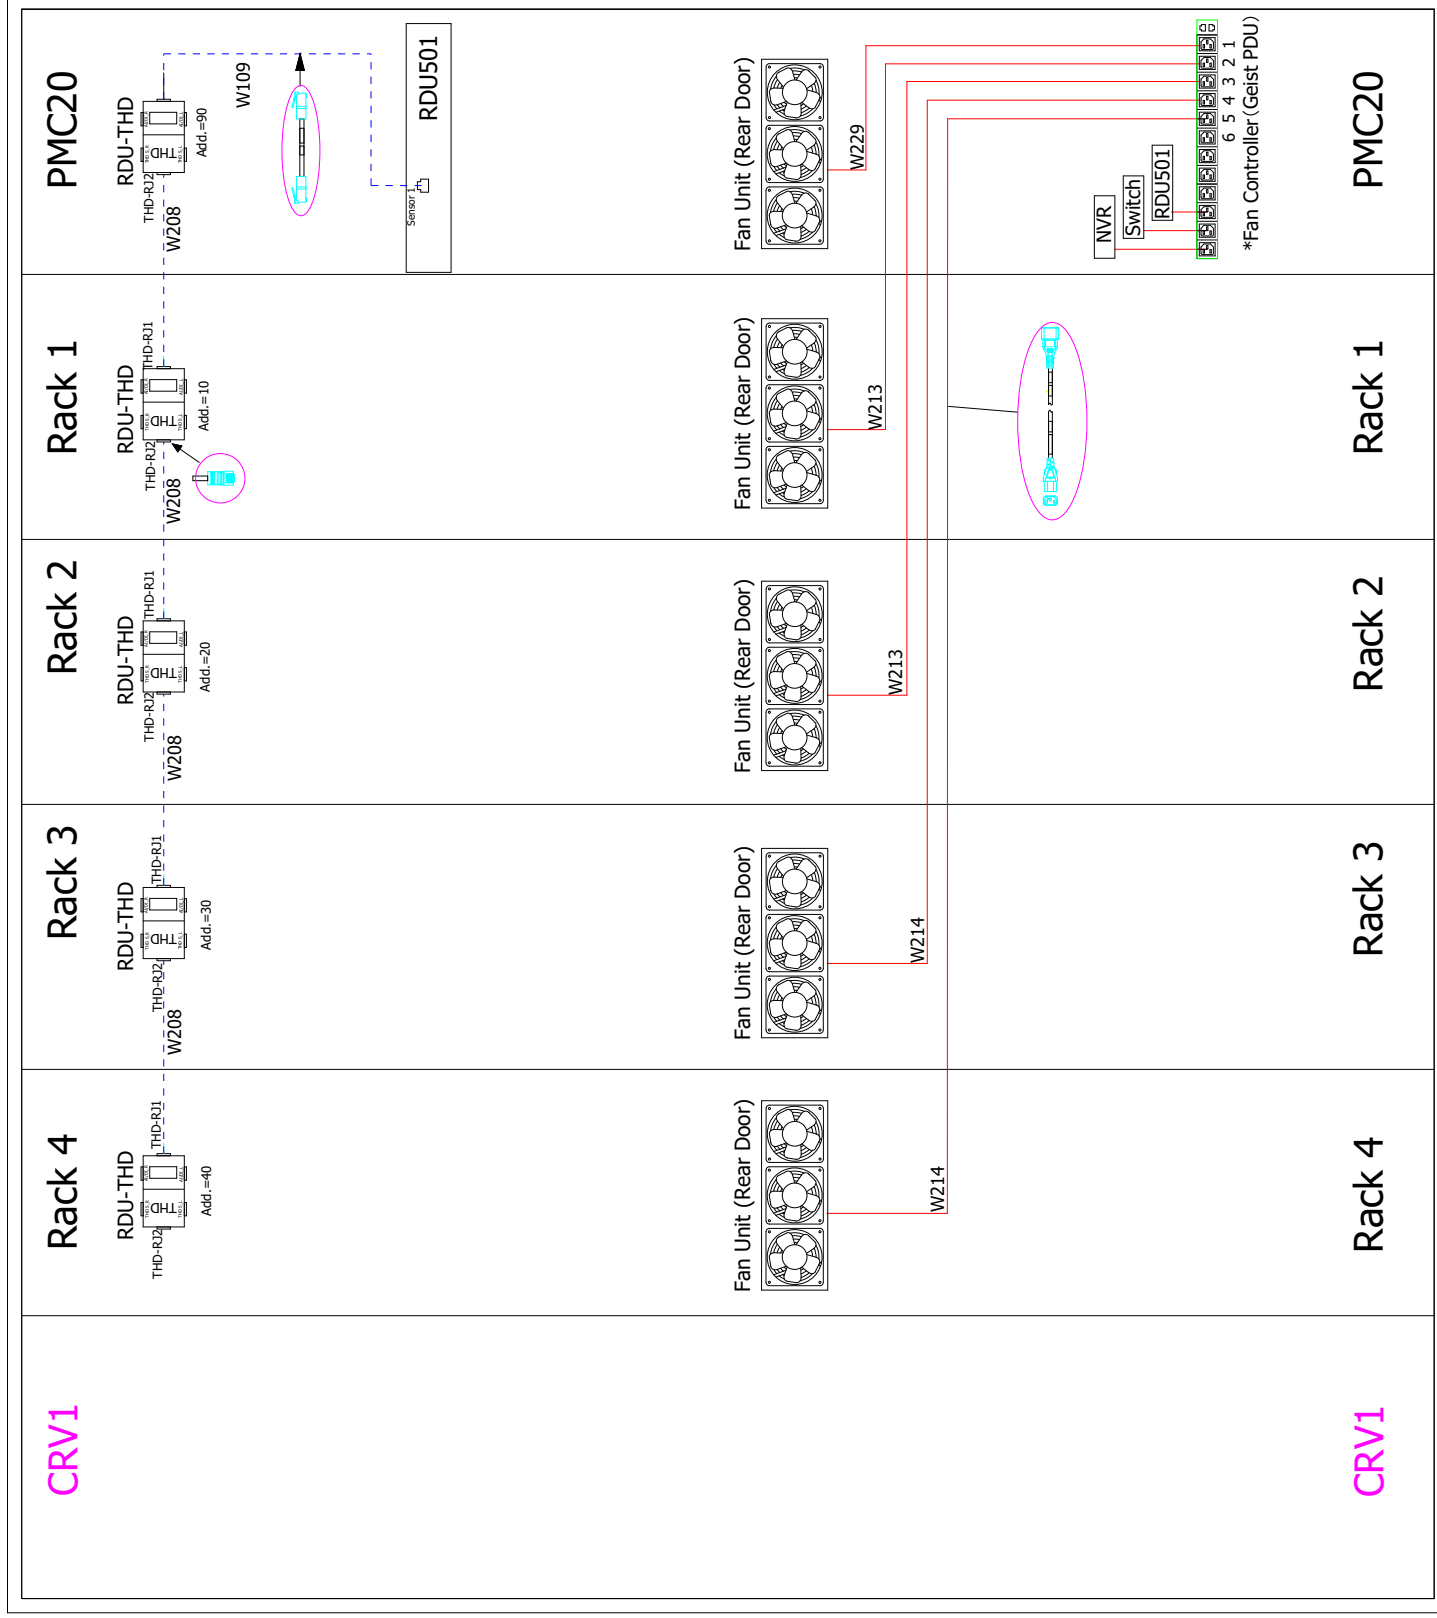 PMC20
RDU-THD
THD
Add.=90
THD-RJ2
W208
W109
RDU501
Sensor 1
Fan Unit (Rear Door)
W229
NVR
Switch
RDU501
1
2
3
4
5
6
*Fan Controller(Geist PDU)
PMC20
Rack 1
RDU-THD
THD-RJ1
THD
Add.=10
THD-RJ2
W208
Fan Unit (Rear Door)
W213
Rack 1
Rack 2
RDU-THD
THD-RJ1
THD
Add.=20
THD-RJ2
W208
Fan Unit (Rear Door)
W213
Rack 2
Rack 3
RDU-THD
THD-RJ1
THD
Add.=30
THD-RJ2
W208
Fan Unit (Rear Door)
W214
Rack 3
Rack 4
RDU-THD
THD-RJ1
THD
Add.=40
THD-RJ2
Fan Unit (Rear Door)
W214
Rack 4
CRV1
CRV1